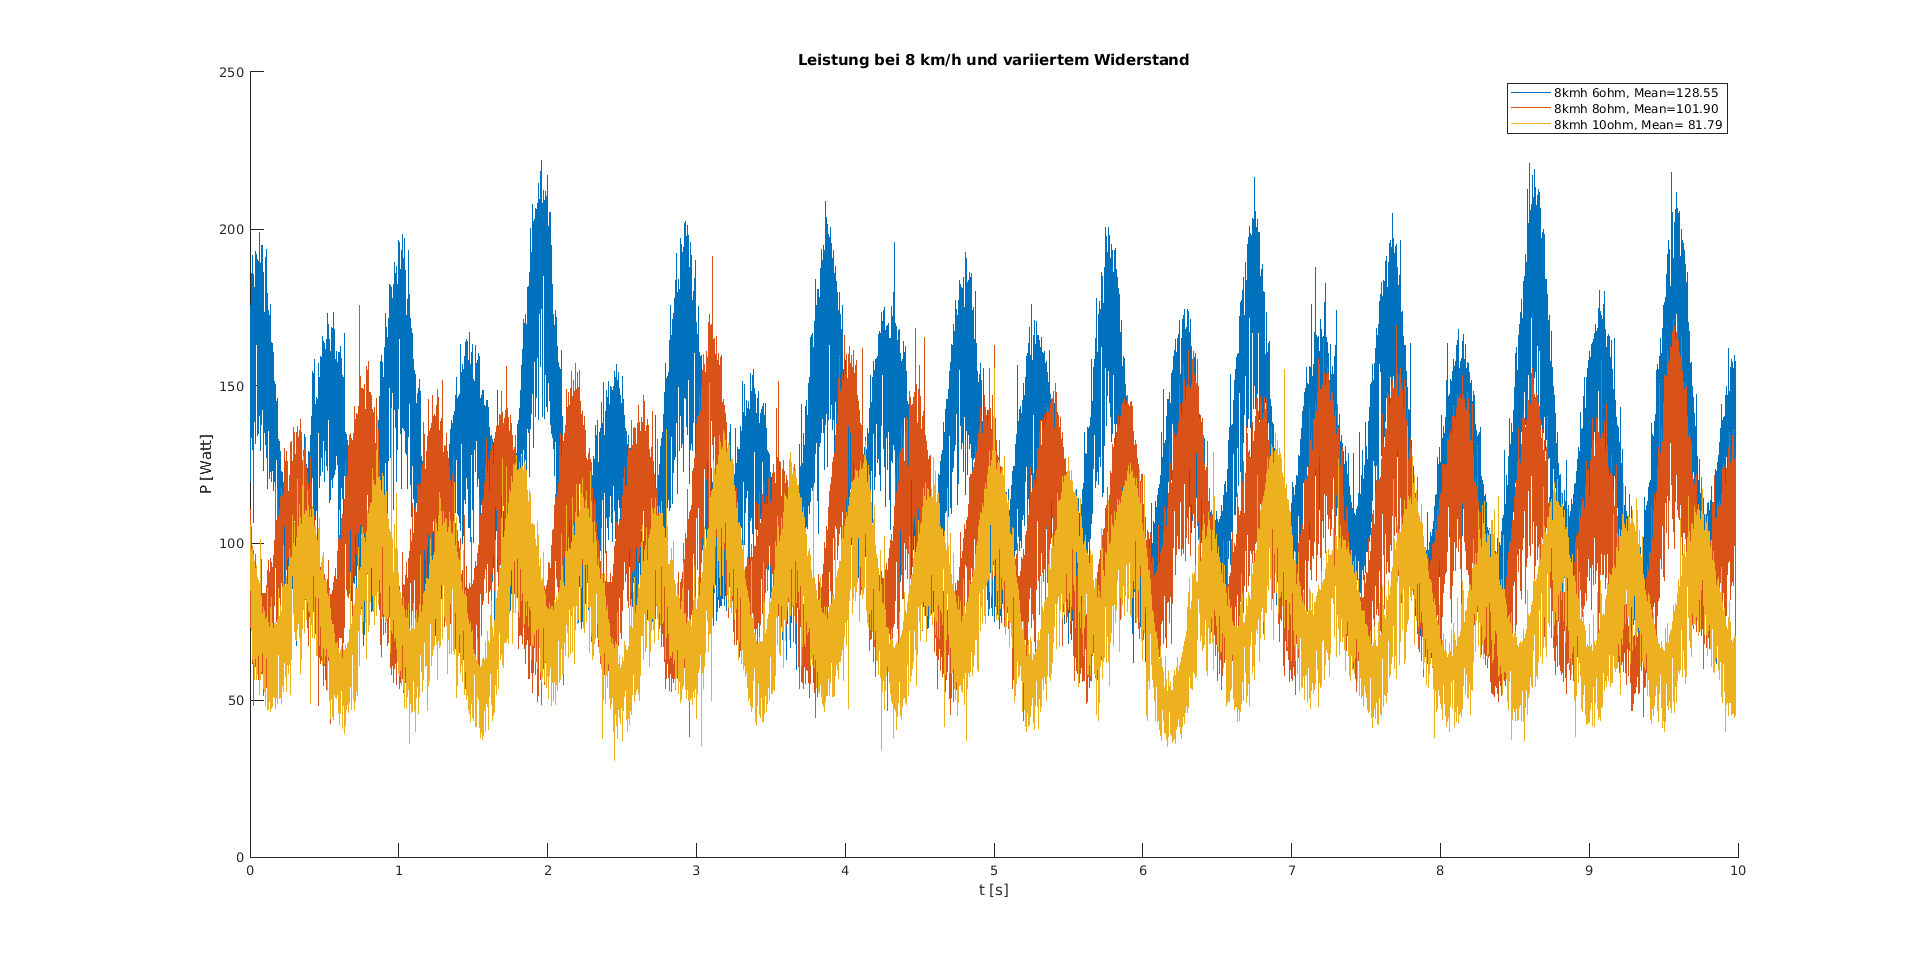 Leistung bei 8 km/h und variiertem Widerstand
8kmh 6ohm, Mean=128.55
8kmh 8ohm, Mean=101.90
8kmh 10ohm, Mean= 81.79
P [Watt]
250
200
150
100
50
0
0 1 2 3 4 5 6 7 8 9 10
t [s]